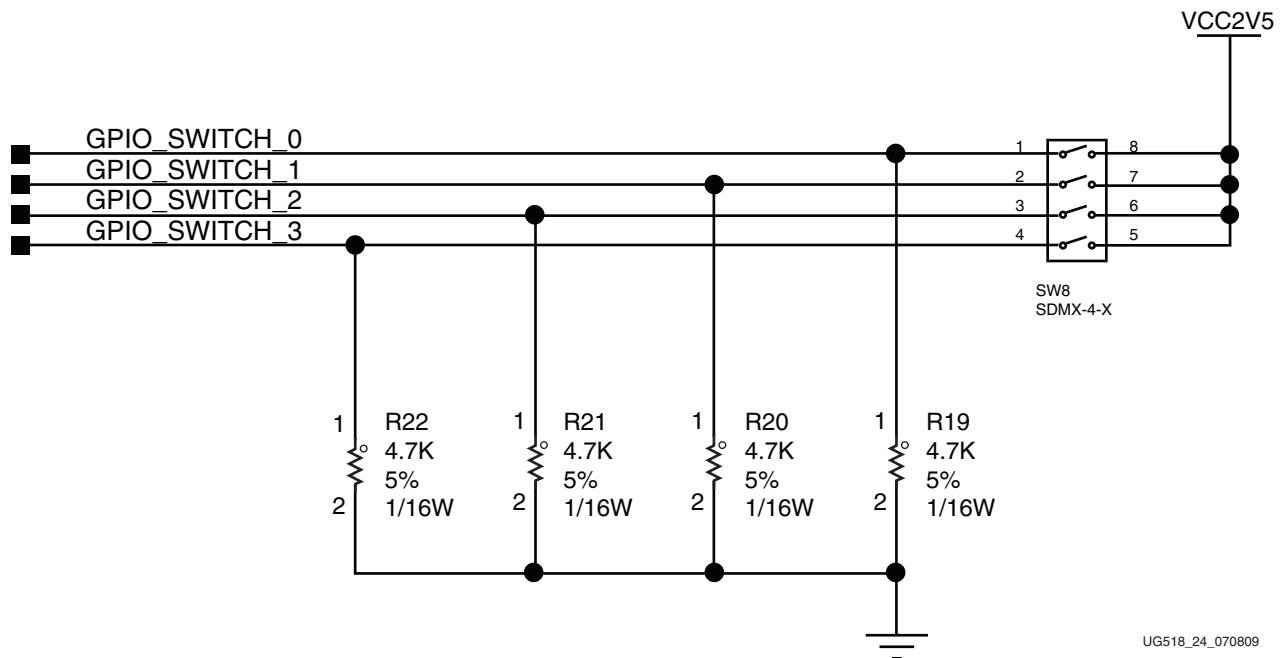 VCC2V5
GPIO_SWITCH_0
GPIO_SWITCH_1
GPIO_SWITCH_2
GPIO_SWITCH_3
1 8
2 7
3 6
4 5
SW8
SDMX-4-X
1 R22
4.7K
5%
2 1/16W
1 R21
4.7K
5%
2 1/16W
1 R20
4.7K
5%
2 1/16W
1 R19
4.7K
5%
2 1/16W
UG518_24_070809